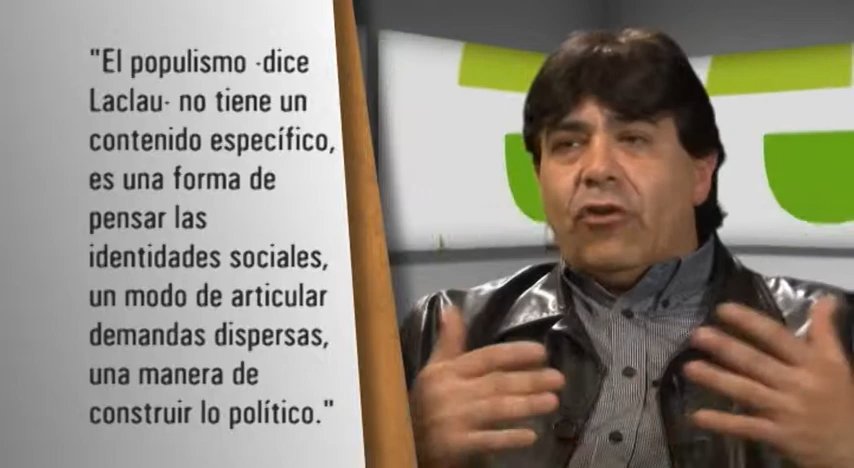 "El populismo -dice
Laclau- no tiene un
contenido específico,
es una forma de
pensar las
identidades sociales,
un modo de articular
demandas dispersas,
una manera de
construir lo político."